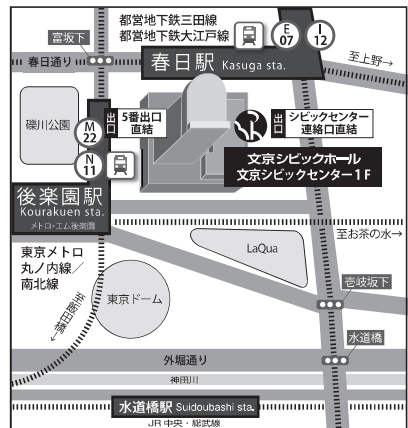 都営地下鉄三田線
都営地下鉄大江戸線
E
07
I
12
富坂下
春日通り
春日駅 Kasuga sta.
至上野→
礫川公園
M
22
N
11
出口
5番出口
直結
出口
シビックセンター
連絡口直結
文京シビックホール
文京シビックセンター1F
後楽園駅
Kourakuen sta.
メトロ・エム後楽園
至お茶の水→
東京メトロ
丸ノ内線/
南北線
LaQua
至飯田橋→
東京ドーム
壱岐坂下
水道橋
外堀通り
神田川
水道橋駅 Suidoubashi sta.
JR中央・総武線